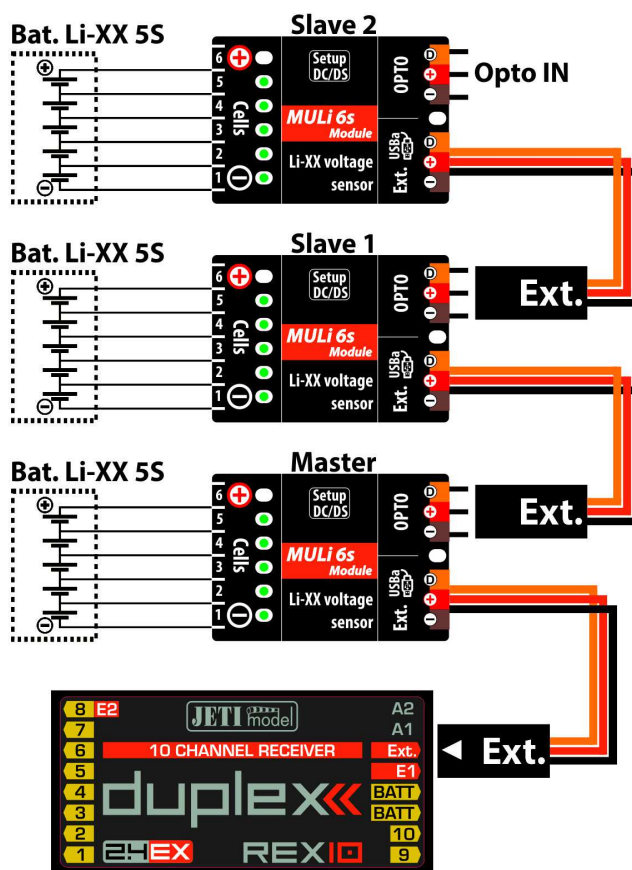 Slave 2
Bat. Li-XX 5S
6
5
4
3
2
1
Cells
Setup
DC/DS
MULi 6s
Module
Li-XX voltage
sensor
OPTO
Ext.
USBa
D
D
Opto IN
Slave 1
Bat. Li-XX 5S
6
5
4
3
2
1
Cells
Setup
DC/DS
MULi 6s
Module
Li-XX voltage
sensor
OPTO
Ext.
USBa
D
D
Ext.
Master
Bat. Li-XX 5S
6
5
4
3
2
1
Cells
Setup
DC/DS
MULi 6s
Module
Li-XX voltage
sensor
OPTO
Ext.
USBa
D
D
Ext.
8 E2
7
6
5
4
3
2
1
JETI model
10 CHANNEL RECEIVER
duplex
2.4 EX
REX10
A2
A1
Ext.
E1
BATT
BATT
10
9
Ext.